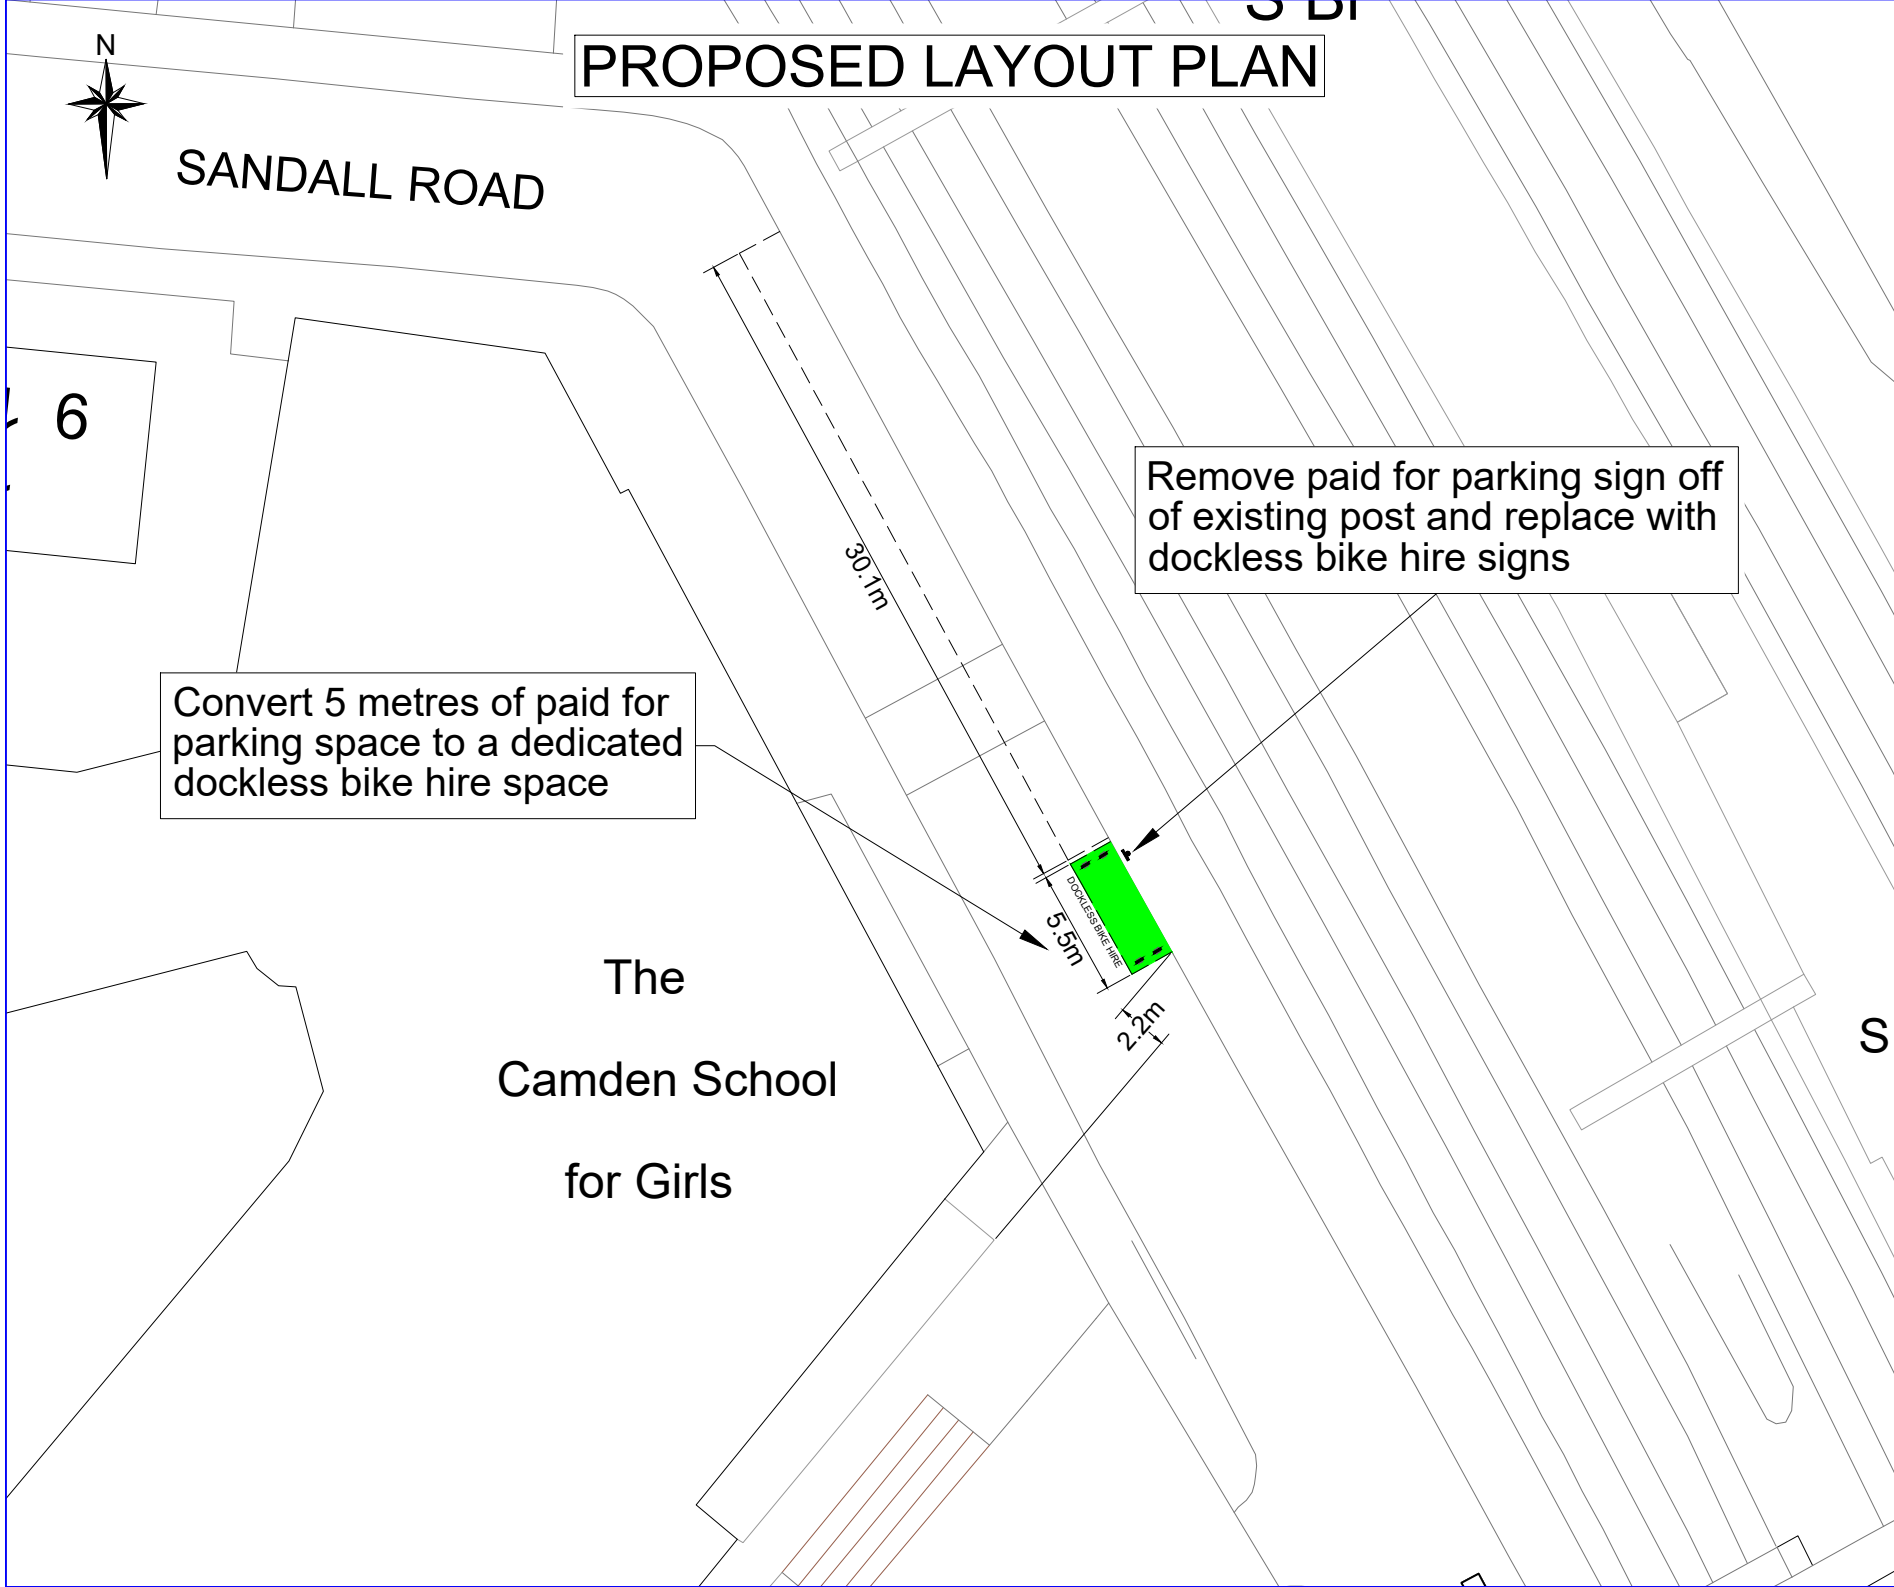 PROPOSED LAYOUT PLAN
N
SANDALL ROAD
6
30.1m
Remove paid for parking sign off
of existing post and replace with
dockless bike hire signs
Convert 5 metres of paid for
parking space to a dedicated
dockless bike hire space
DOCKLESS BIKE HIRE
5.5m
2.2m
The
Camden School
for Girls
S